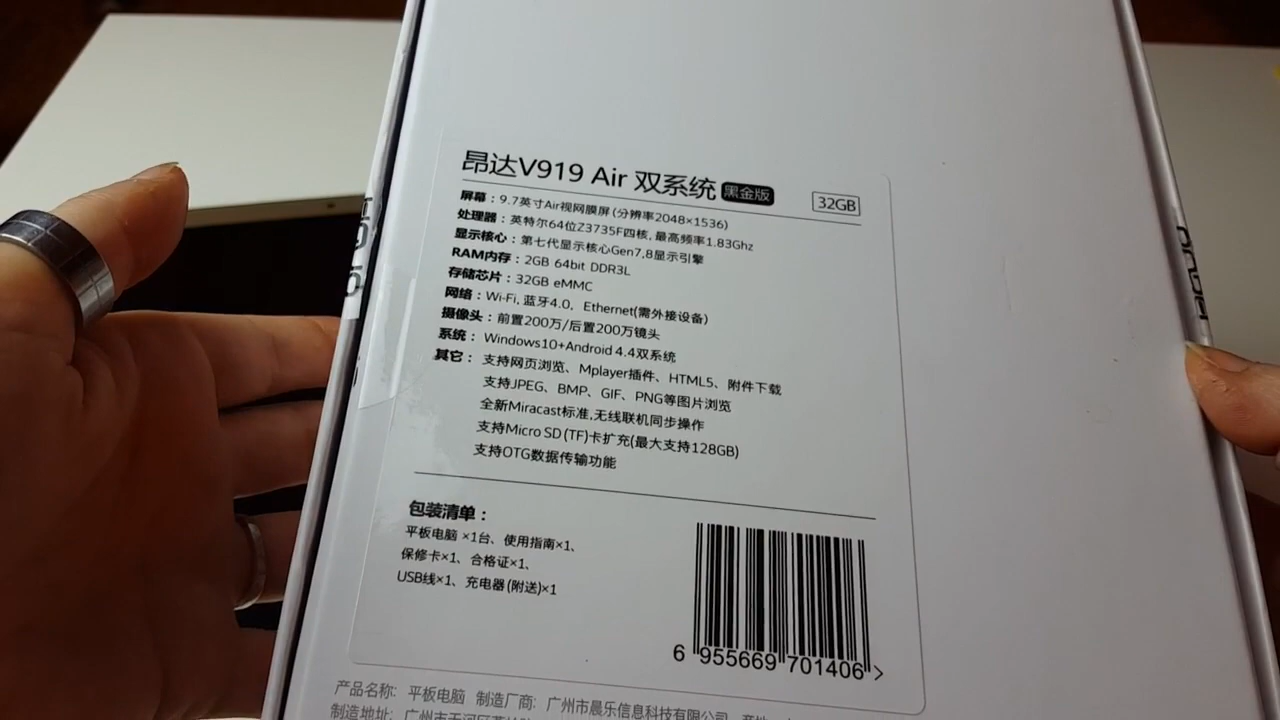 昂达V919 Air 双系统 黑金版 32GB
屏幕：9.7英寸Air视网膜屏(分辨率2048×1536)
处理器：英特尔64位Z3735F四核, 最高频率1.83Ghz
显示核心：第七代显示核心Gen7,8显示引擎
RAM内存：2GB 64bit DDR3L
存储芯片：32GB eMMC
网络：Wi-Fi, 蓝牙4.0, Ethernet(需外接设备)
摄像头：前置200万/后置200万镜头
系统：Windows10+Android 4.4双系统
其它：支持网页浏览、Mplayer插件、HTML5、附件下载
支持JPEG、BMP、GIF、PNG等图片浏览
全新Miracast标准,无线联机同步操作
支持Micro SD(TF)卡扩充(最大支持128GB)
支持OTG数据传输功能
包装清单：
平板电脑 ×1台、使用指南×1、
保修卡×1、合格证×1、
USB线×1、充电器(附送)×1
6 955669 701406 >
产品名称: 平板电脑 制造厂商: 广州市晨乐信息科技有限公司
制造地址: 广州市天河区